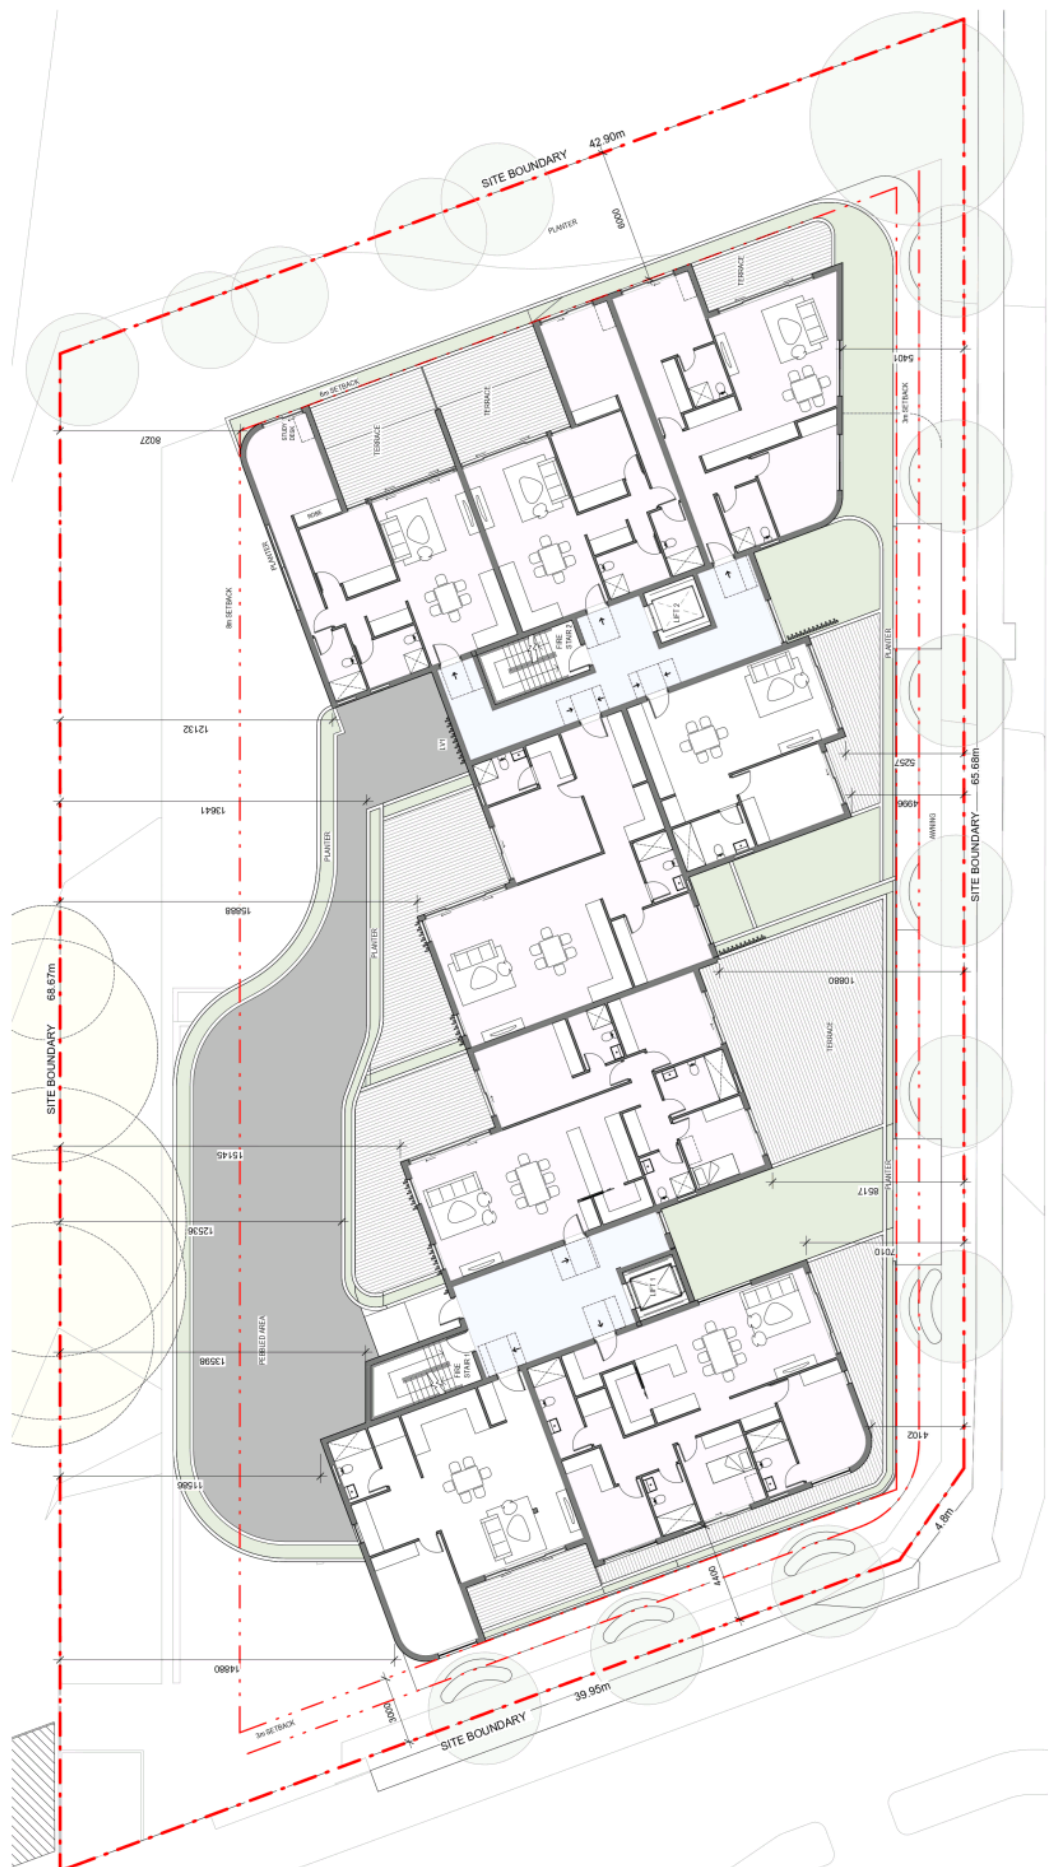 42.90m
SITE BOUNDARY
6000
PLANTER
TERRACE
5401
6m SETBACK
TERRACE
3m SETBACK
STUDY
DESK
TERRACE
8027
ROBE
PLANTER
8m SETBACK
LIFT 2
FIRE
STAIR 2
PLANTER
12132
5257
65.68m
SITE BOUNDARY
4996
13641
AWNING
PLANTER
15888
PLANTER
68.67m
SITE BOUNDARY
10880
TERRACE
15145
PLANTER
8517
12536
7010
LIFT 1
PEBBLED AREA
13598
FIRE
STAIR 1
4102
11586
4.8m
4400
14880
39.95m
3000
3m SETBACK
SITE BOUNDARY